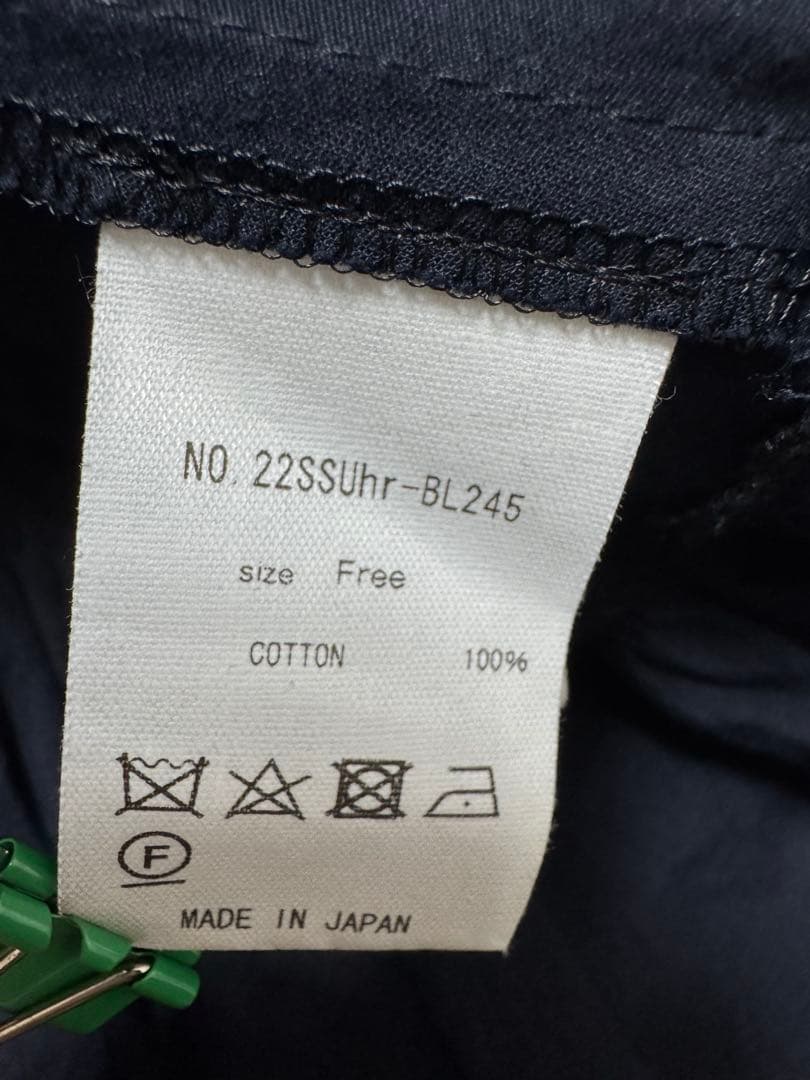 NO. 22SSUhr-BL245
size Free
COTTON 100%
F
MADE IN JAPAN